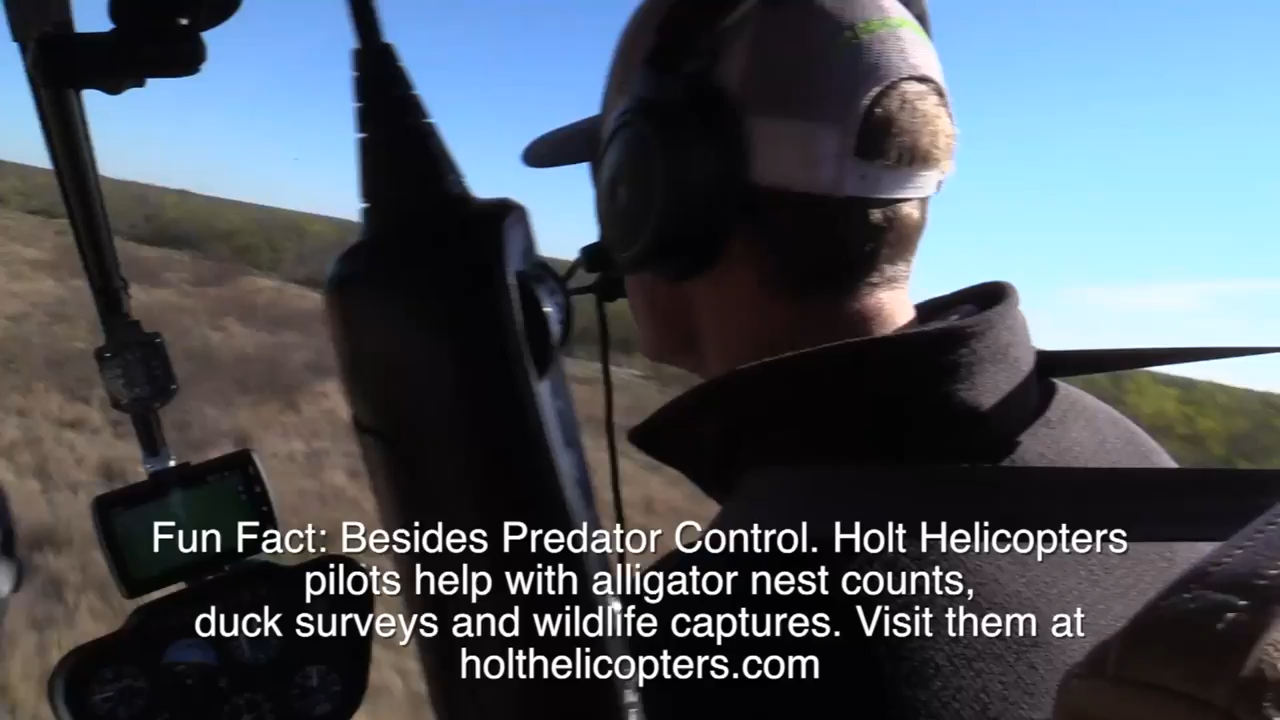 Fun Fact: Besides Predator Control. Holt Helicopters
pilots help with alligator nest counts,
duck surveys and wildlife captures. Visit them at
holthelicopters.com